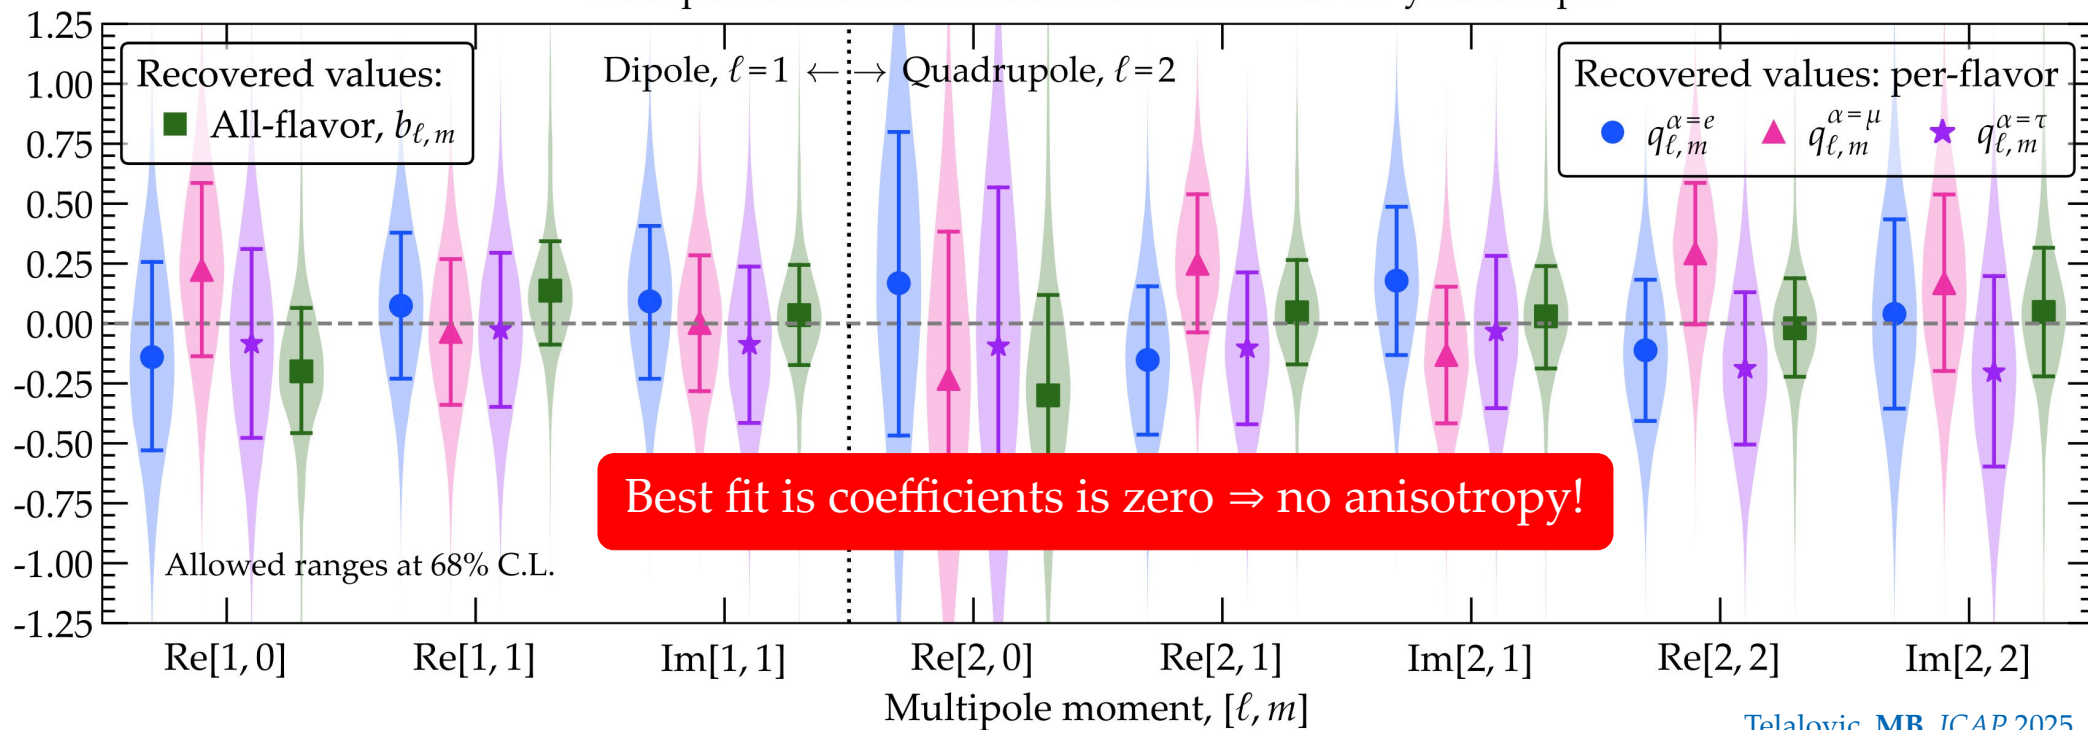 1.25
1.00
0.75
0.50
0.25
0.00
-0.25
-0.50
-0.75
-1.00
-1.25
Recovered values:
All-flavor, b_{ℓ,m}
Dipole, ℓ=1 ←→ Quadrupole, ℓ=2
Recovered values: per-flavor
q_{ℓ,m}^{α=e} q_{ℓ,m}^{α=μ} q_{ℓ,m}^{α=τ}
Best fit is coefficients is zero ⇒ no anisotropy!
Allowed ranges at 68% C.L.
Re[1, 0] Re[1, 1] Im[1, 1] Re[2, 0] Re[2, 1] Im[2, 1] Re[2, 2] Im[2, 2]
Multipole moment, [ℓ, m]
Telalovic, MB, JCAP 2025